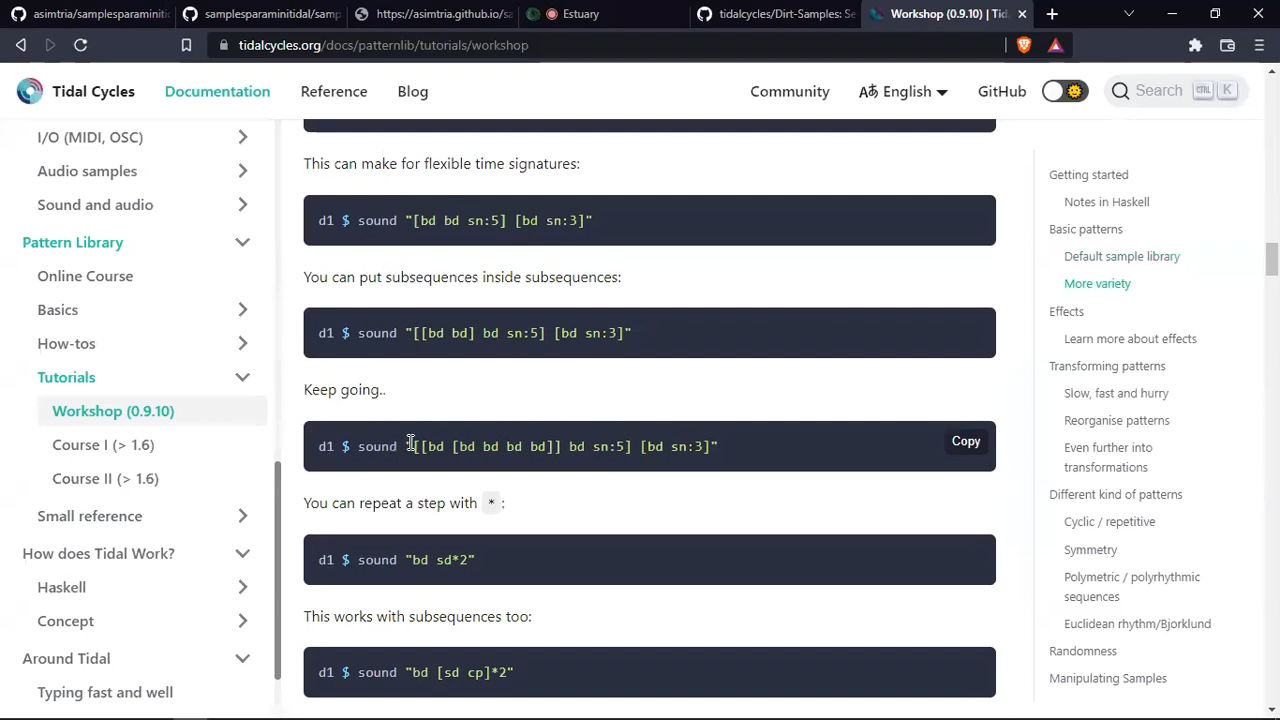 asimtria/samplesparaminiti
samplesparaminitidal/samp
https://asimtria.github.io/sa
Estuary
tidalcycles/Dirt-Samples: Se
Workshop (0.9.10) | Tid
tidalcycles.org/docs/patternlib/tutorials/workshop
Tidal Cycles
Documentation
Reference
Blog
Community
English
GitHub
Search CTRL K
I/O (MIDI, OSC)
Audio samples
Sound and audio
Pattern Library
Online Course
Basics
How-tos
Tutorials
Workshop (0.9.10)
Course I (> 1.6)
Course II (> 1.6)
Small reference
How does Tidal Work?
Haskell
Concept
Around Tidal
Typing fast and well
This can make for flexible time signatures:
d1 $ sound "[bd bd sn:5] [bd sn:3]"
You can put subsequences inside subsequences:
d1 $ sound "[[bd bd] bd sn:5] [bd sn:3]"
Keep going..
d1 $ sound "[[bd [bd bd bd bd]] bd sn:5] [bd sn:3]"
Copy
You can repeat a step with *:
d1 $ sound "bd sd*2"
This works with subsequences too:
d1 $ sound "bd [sd cp]*2"
Getting started
Notes in Haskell
Basic patterns
Default sample library
More variety
Effects
Learn more about effects
Transforming patterns
Slow, fast and hurry
Reorganise patterns
Even further into
transformations
Different kind of patterns
Cyclic / repetitive
Symmetry
Polymetric / polyrhythmic
sequences
Euclidean rhythm/Bjorklund
Randomness
Manipulating Samples